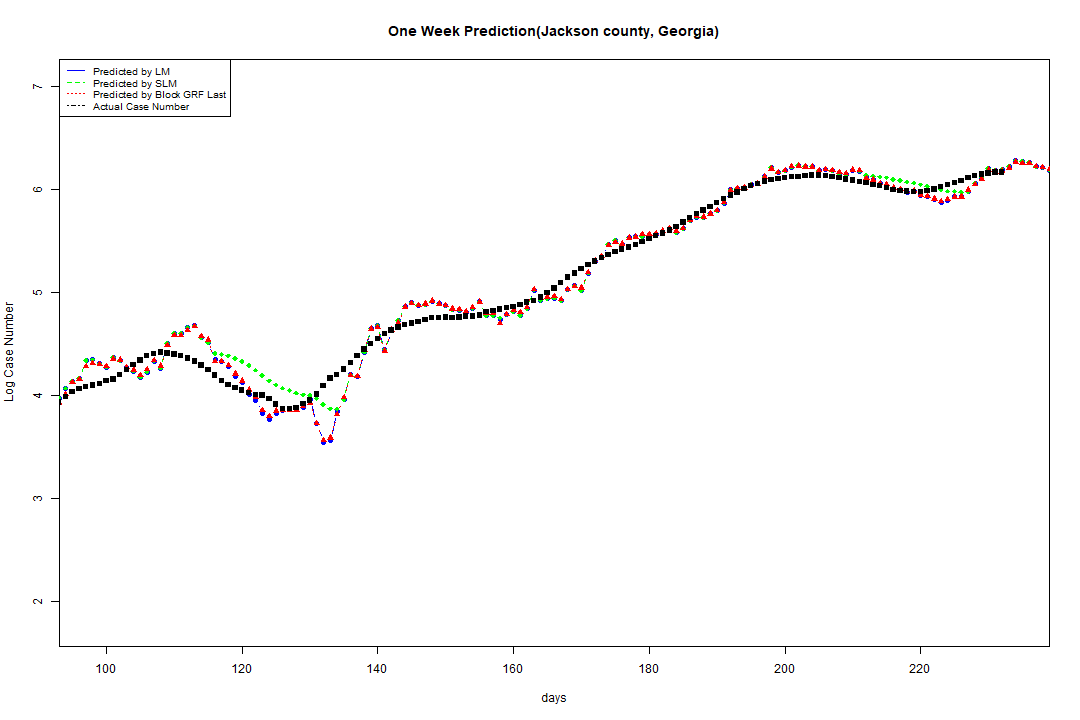 One Week Prediction(Jackson county, Georgia)
Predicted by LM
Predicted by SLM
Predicted by Block GRF Last
Actual Case Number
Log Case Number
7
6
5
4
3
2
100 120 140 160 180 200 220
days